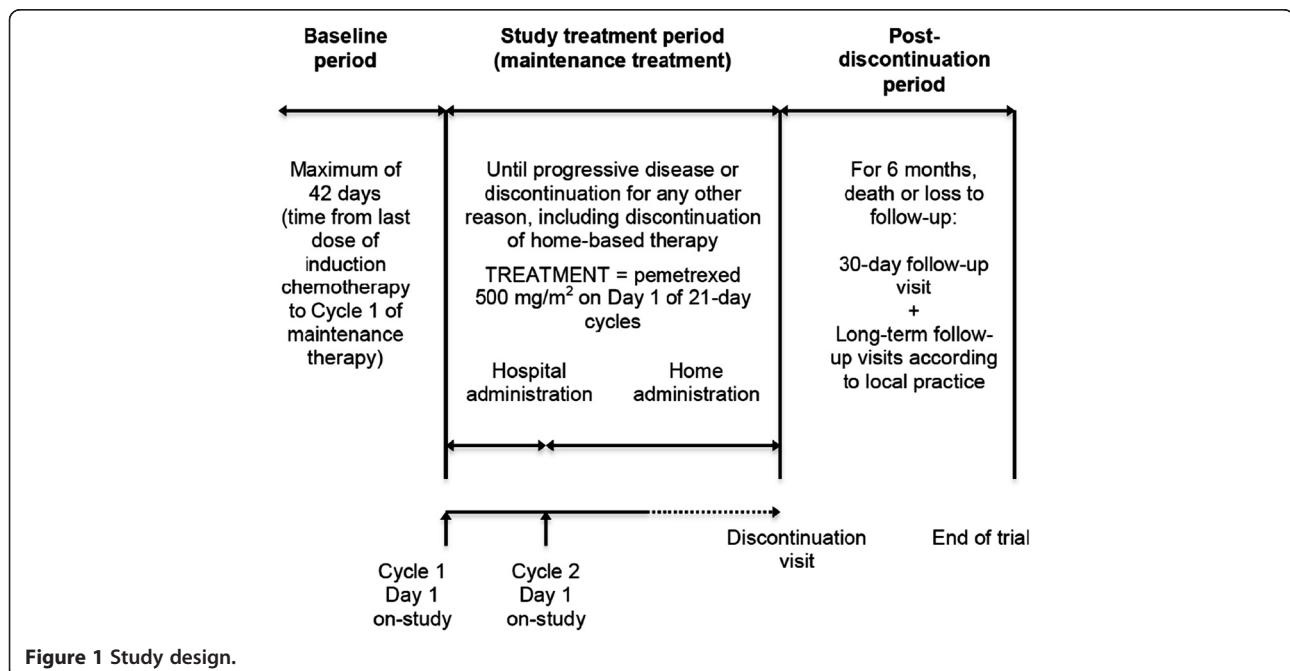 Baseline
period
Study treatment period
(maintenance treatment)
Post-
discontinuation
period
Maximum of
42 days
(time from last
dose of
induction
chemotherapy
to Cycle 1 of
maintenance
therapy)
Until progressive disease or
discontinuation for any other
reason, including discontinuation
of home-based therapy
TREATMENT = pemetrexed
500 mg/m² on Day 1 of 21-day
cycles
Hospital
administration
Home
administration
For 6 months,
death or loss to
follow-up:
30-day follow-up
visit
+
Long-term follow-
up visits according
to local practice
Cycle 1
Day 1
on-study
Cycle 2
Day 1
on-study
Discontinuation
visit
End of trial
Figure 1 Study design.